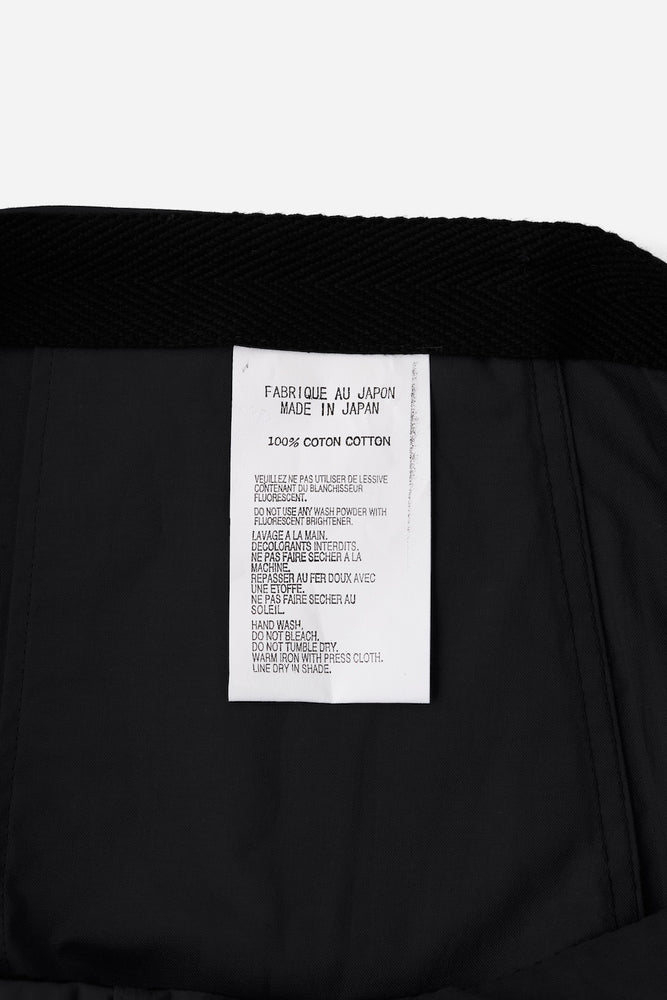 FABRIQUE AU JAPON
MADE IN JAPAN
100% COTON COTTON
VEUILLEZ NE PAS UTILISER DE LESSIVE
CONTENANT DU BLANCHISSEUR
FLUORESCENT.
DO NOT USE ANY WASH POWDER WITH
FLUORESCENT BRIGHTENER.
LAVAGE A LA MAIN.
DECOLORANTS INTERDITS.
NE PAS FAIRE SECHER A LA
MACHINE.
REPASSER AU FER DOUX AVEC
UNE ETOFFE.
NE PAS FAIRE SECHER AU
SOLEIL.
HAND WASH.
DO NOT BLEACH.
DO NOT TUMBLE DRY.
WARM IRON WITH PRESS CLOTH.
LINE DRY IN SHADE.